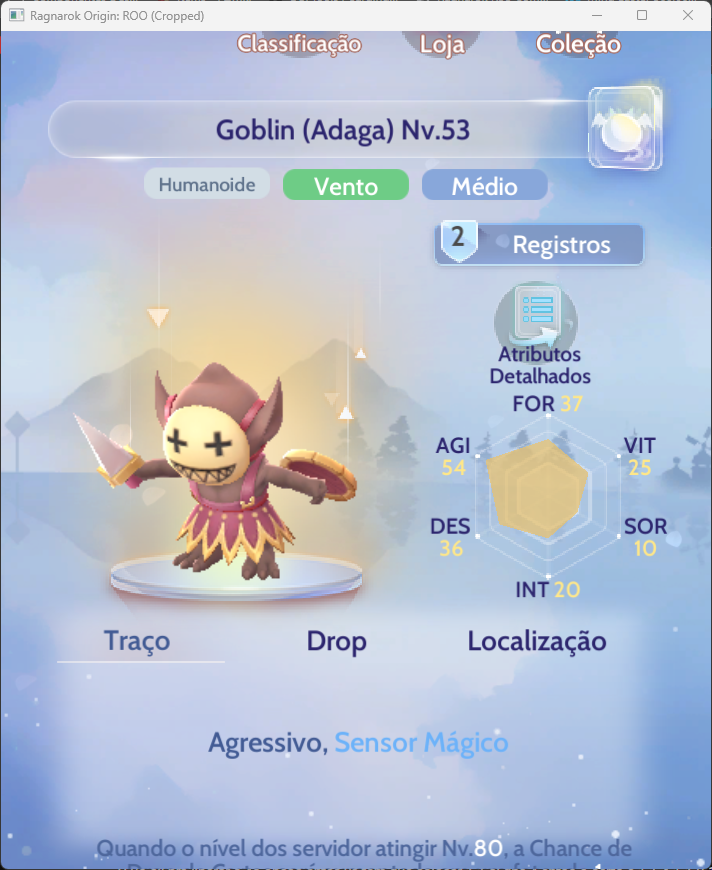 Ragnarok Origin: ROO (Cropped)
Classificação
Loja
Coleção
Goblin (Adaga) Nv.53
Humanoide
Vento
Médio
2
Registros
Atributos
Detalhados
FOR 37
AGI
54
VIT
25
DES
36
SOR
10
INT 20
Traço
Drop
Localização
Agressivo, Sensor Mágico
Quando o nível dos servidor atingir Nv.80, a Chance de